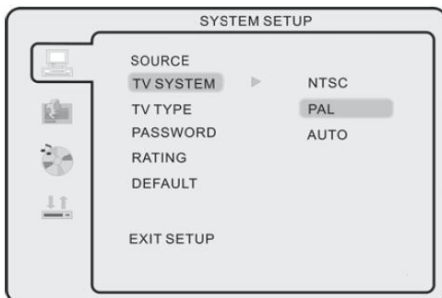 SYSTEM SETUP
SOURCE
TV SYSTEM NTSC
TV TYPE PAL
PASSWORD AUTO
RATING
DEFAULT
EXIT SETUP